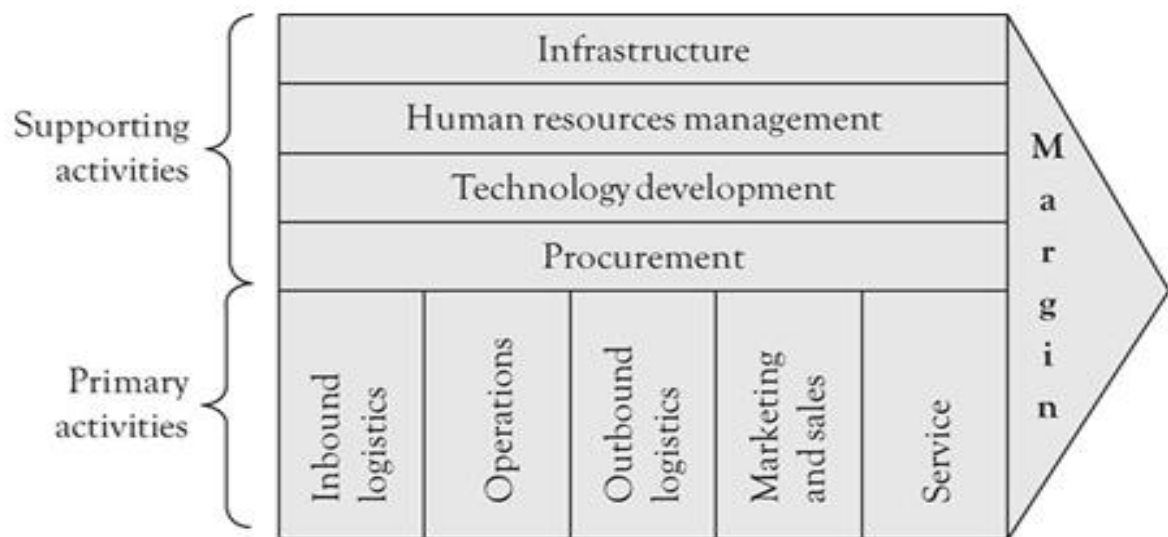 Infrastructure
Human resources management
Supporting
activities
Technology development
Procurement
Primary
activities
Inbound
logistics
Operations
Outbound
logistics
Marketing
and sales
Service
Margin